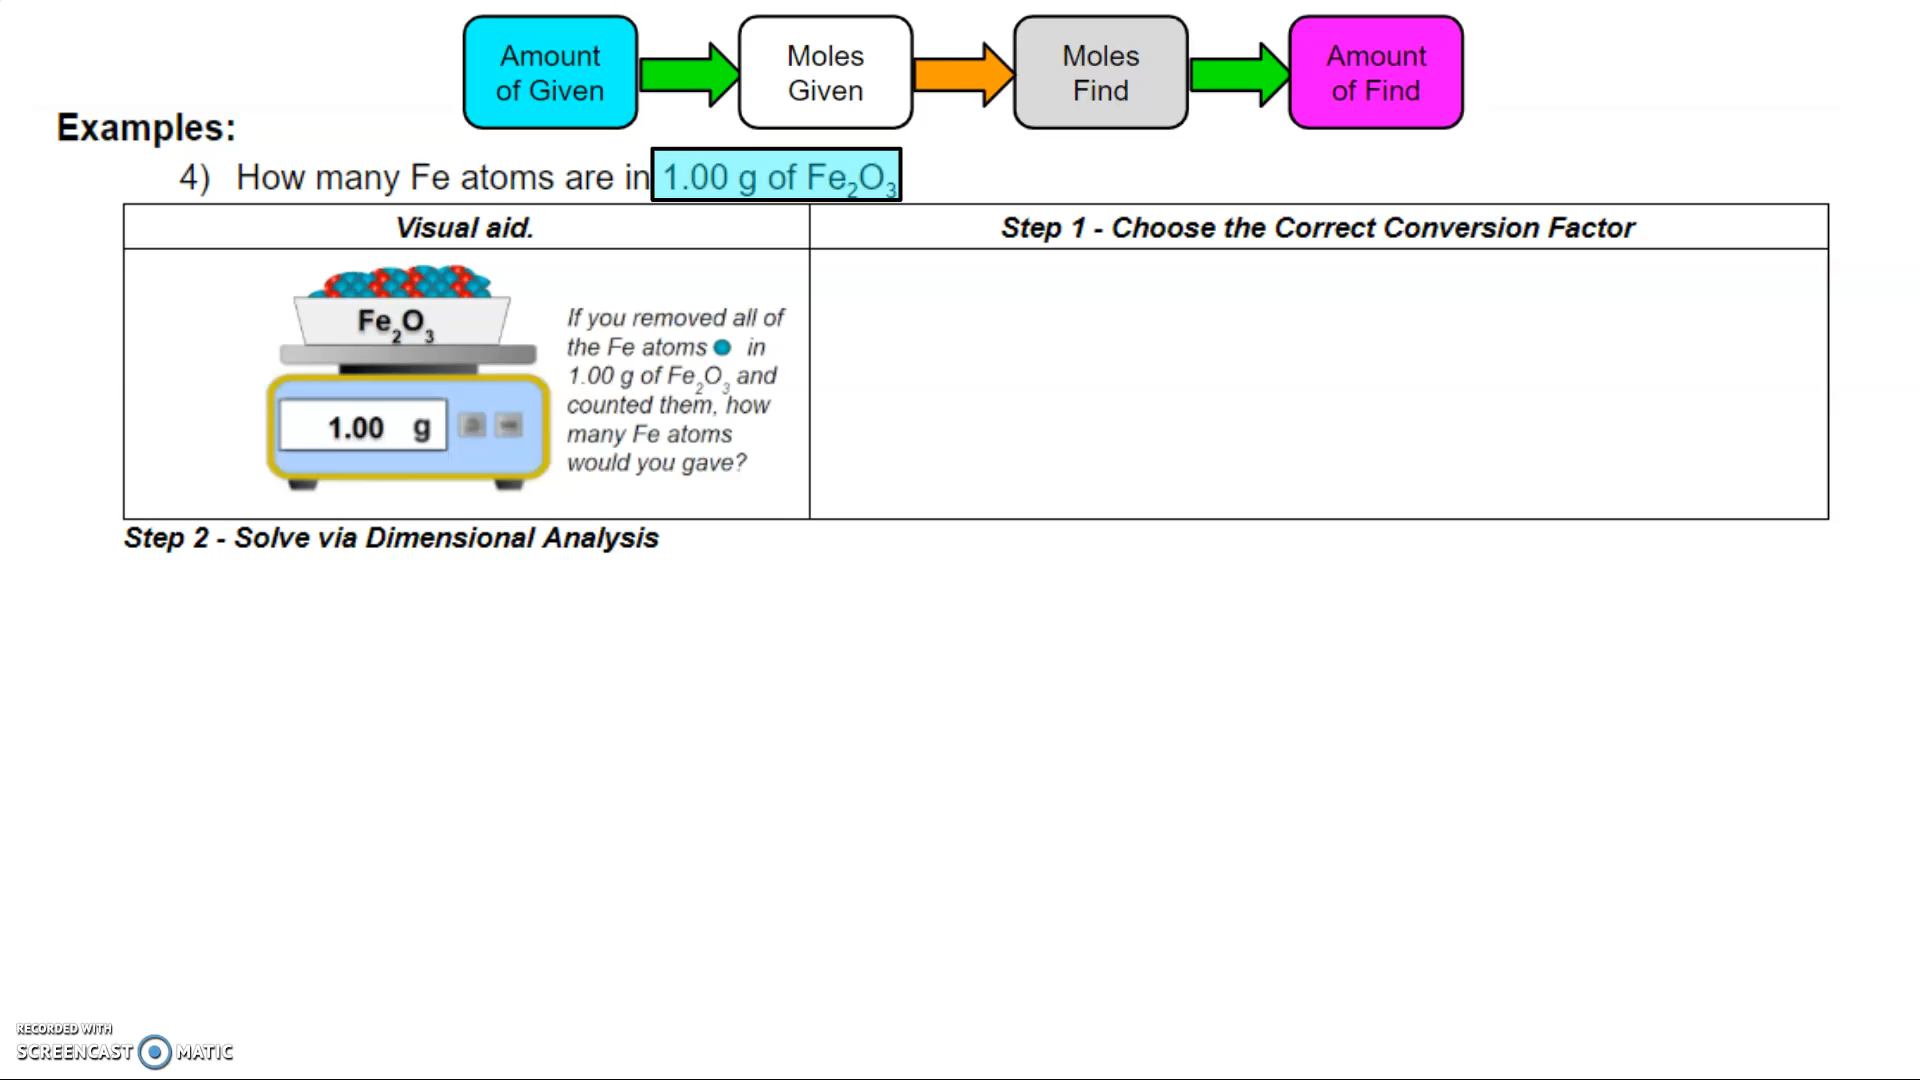 Amount
of Given
Moles
Given
Moles
Find
Amount
of Find
Examples:
4) How many Fe atoms are in 1.00 g of Fe₂O₃
Visual aid.
Step 1 - Choose the Correct Conversion Factor
Fe₂O₃
1.00 g
If you removed all of
the Fe atoms in
1.00 g of Fe₂O₃ and
counted them, how
many Fe atoms
would you gave?
Step 2 - Solve via Dimensional Analysis
RECORDED WITH
SCREENCAST MATIC